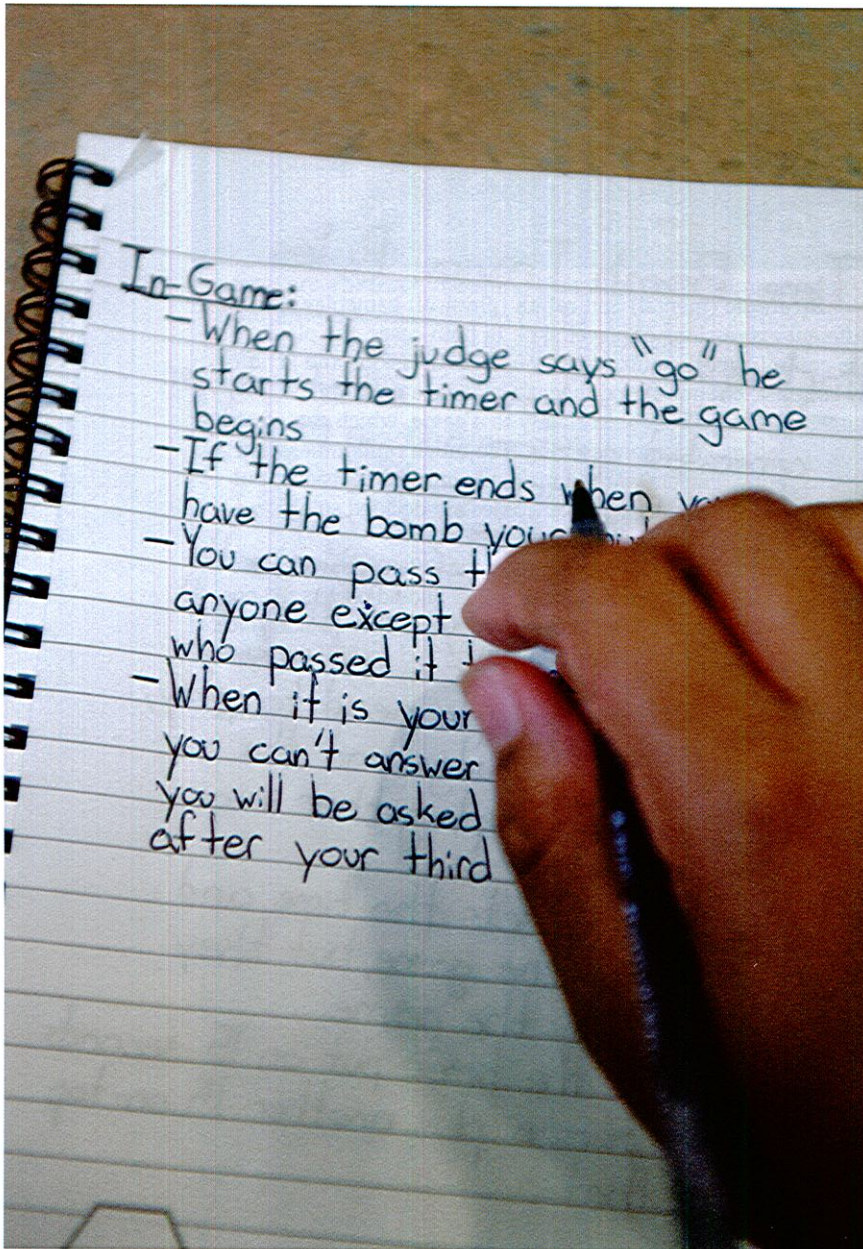 In-Game:
-When the judge says "go" he
starts the timer and the game
begins
-If the timer ends when
have the bomb
-You can pass
anyone except
who passed it
-When it is your
you can't answer
you will be asked
after your third